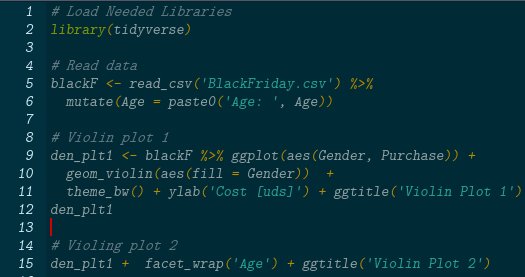 1 # Load Needed Libraries
2 library(tidyverse)
3
4 # Read data
5 blackF <- read_csv('BlackFriday.csv') %>%
6   mutate(Age = paste0('Age: ', Age))
7
8 # Violin plot 1
9 den_plt1 <- blackF %>% ggplot(aes(Gender, Purchase)) +
10   geom_violin(aes(fill = Gender))  +
11   theme_bw() + ylab('Cost [uds]') + ggtitle('Violin Plot 1')
12 den_plt1
13
14 # Violing plot 2
15 den_plt1 +  facet_wrap('Age') + ggtitle('Violin Plot 2')